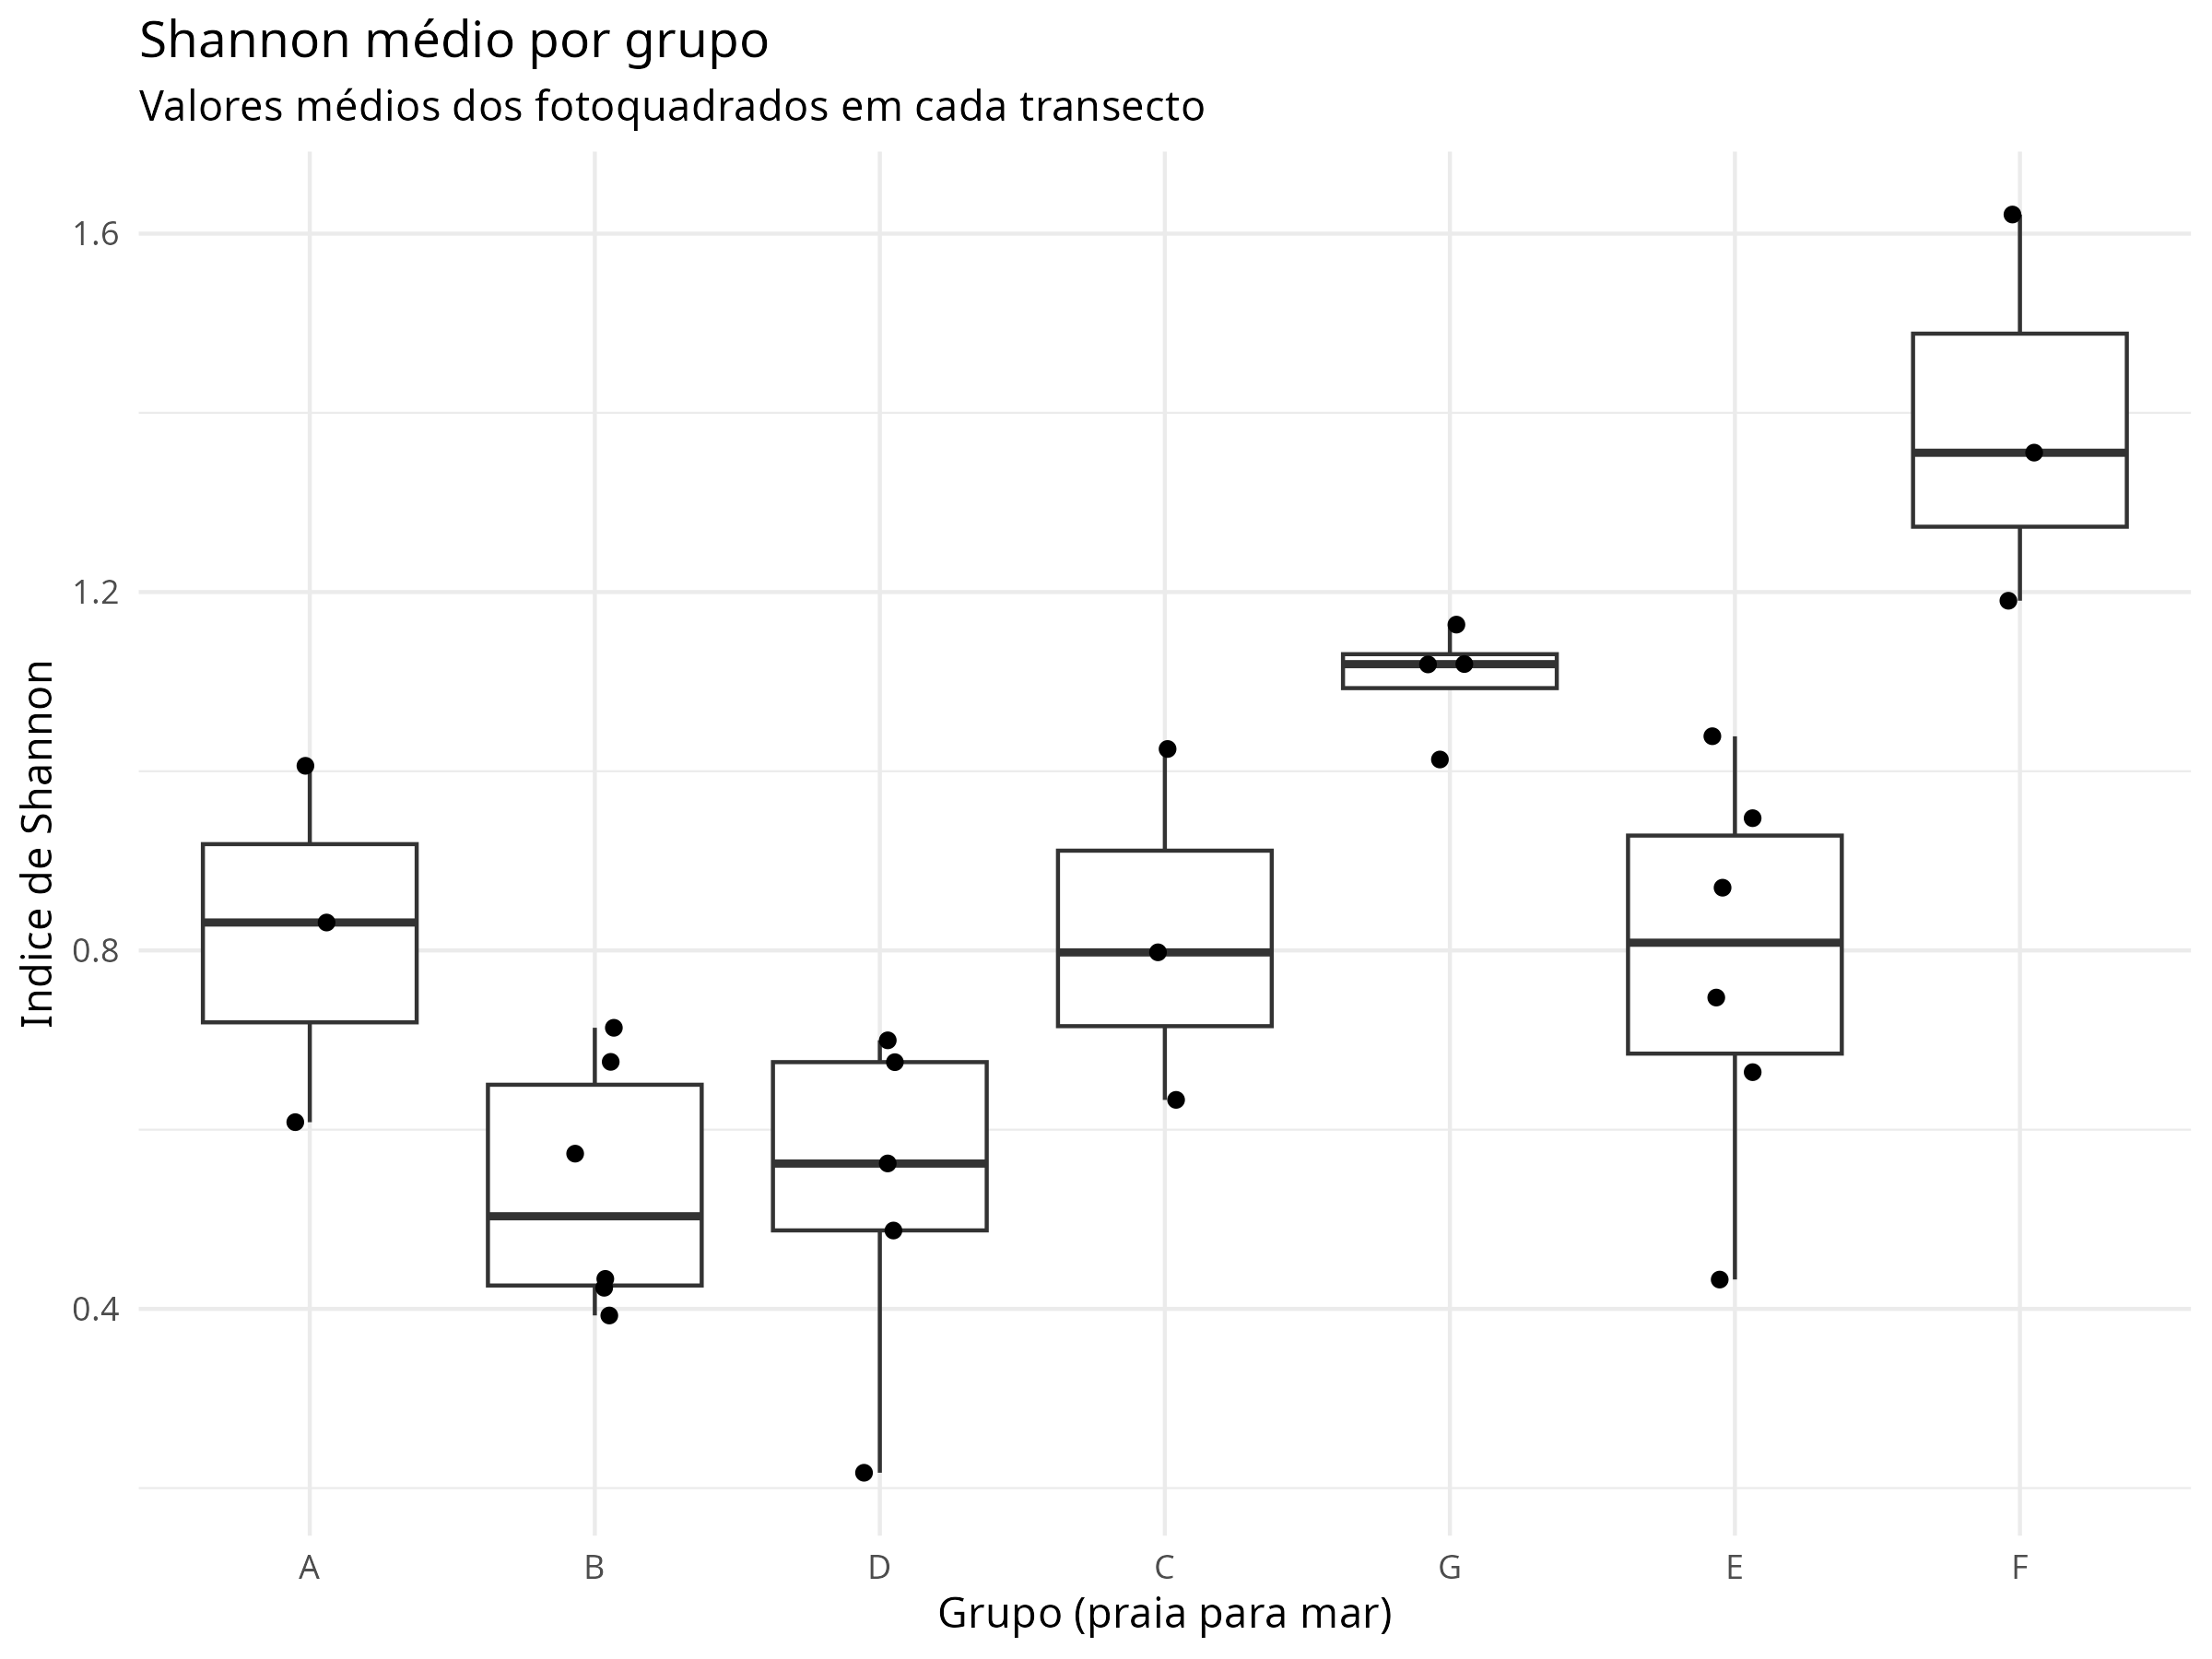 Shannon médio por grupo
Valores médios dos fotoquadrados em cada transecto
Indice de Shannon
1.6
1.2
0.8
0.4
A B D C G E F
Grupo (praia para mar)